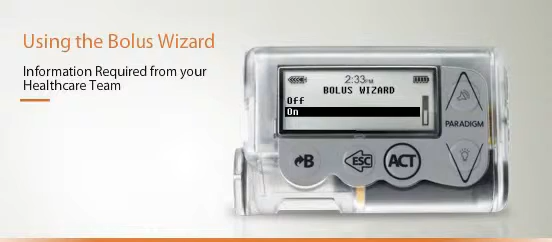 Using the Bolus Wizard
Information Required from your
Healthcare Team
2:33PM
BOLUS WIZARD
Off
On
PARADIGM
B
ESC
ACT